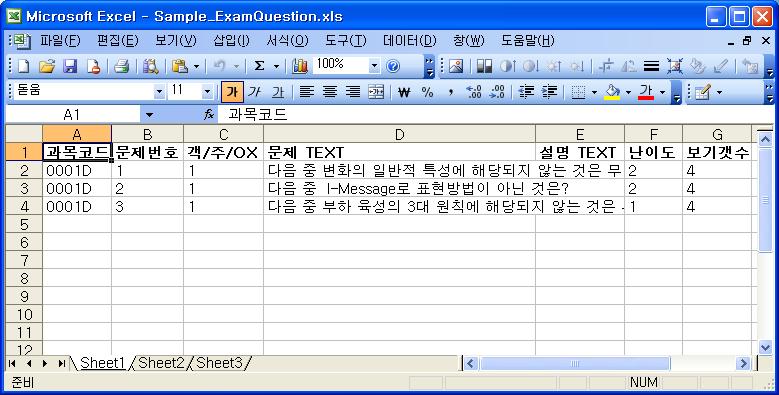 Microsoft Excel - Sample_ExamQuestion.xls
파일(F) 편집(E) 보기(V) 삽입(I) 서식(O) 도구(T) 데이터(D) 창(W) 도움말(H)
100%
돋움 11 가 가 가 % 가
A1 fx 과목코드
A B C D E F G
1 과목코드 문제번호 객/주/OX 문제 TEXT 설명 TEXT 난이도 보기갯수
2 0001D 1 1 다음 중 변화의 일반적 특성에 해당되지 않는 것은 무 2 4
3 0001D 2 1 다음 중 I-Message로 표현방법이 아닌 것은? 2 4
4 0001D 3 1 다음 중 부하 육성의 3대 원칙에 해당되지 않는 것은 1 4
5
6
7
8
9
10
11
12
Sheet1 Sheet2 Sheet3
준비 NUM